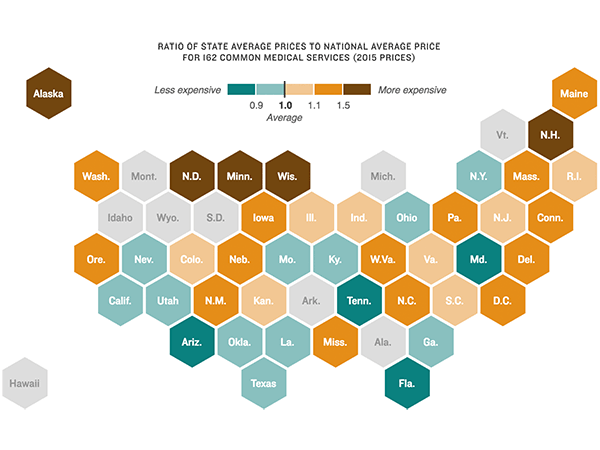 RATIO OF STATE AVERAGE PRICES TO NATIONAL AVERAGE PRICE
FOR 162 COMMON MEDICAL SERVICES (2015 PRICES)
Less expensive
More expensive
0.9 1.0 1.1 1.5
Average
Alaska Maine
Vt. N.H.
Wash. Mont. N.D. Minn. Wis. Mich. N.Y. Mass. R.I.
Idaho Wyo. S.D. Iowa Ill. Ind. Ohio Pa. N.J. Conn.
Ore. Nev. Colo. Neb. Mo. Ky. W.Va. Va. Md. Del.
Calif. Utah N.M. Kan. Ark. Tenn. N.C. S.C. D.C.
Ariz. Okla. La. Miss. Ala. Ga.
Hawaii Texas Fla.